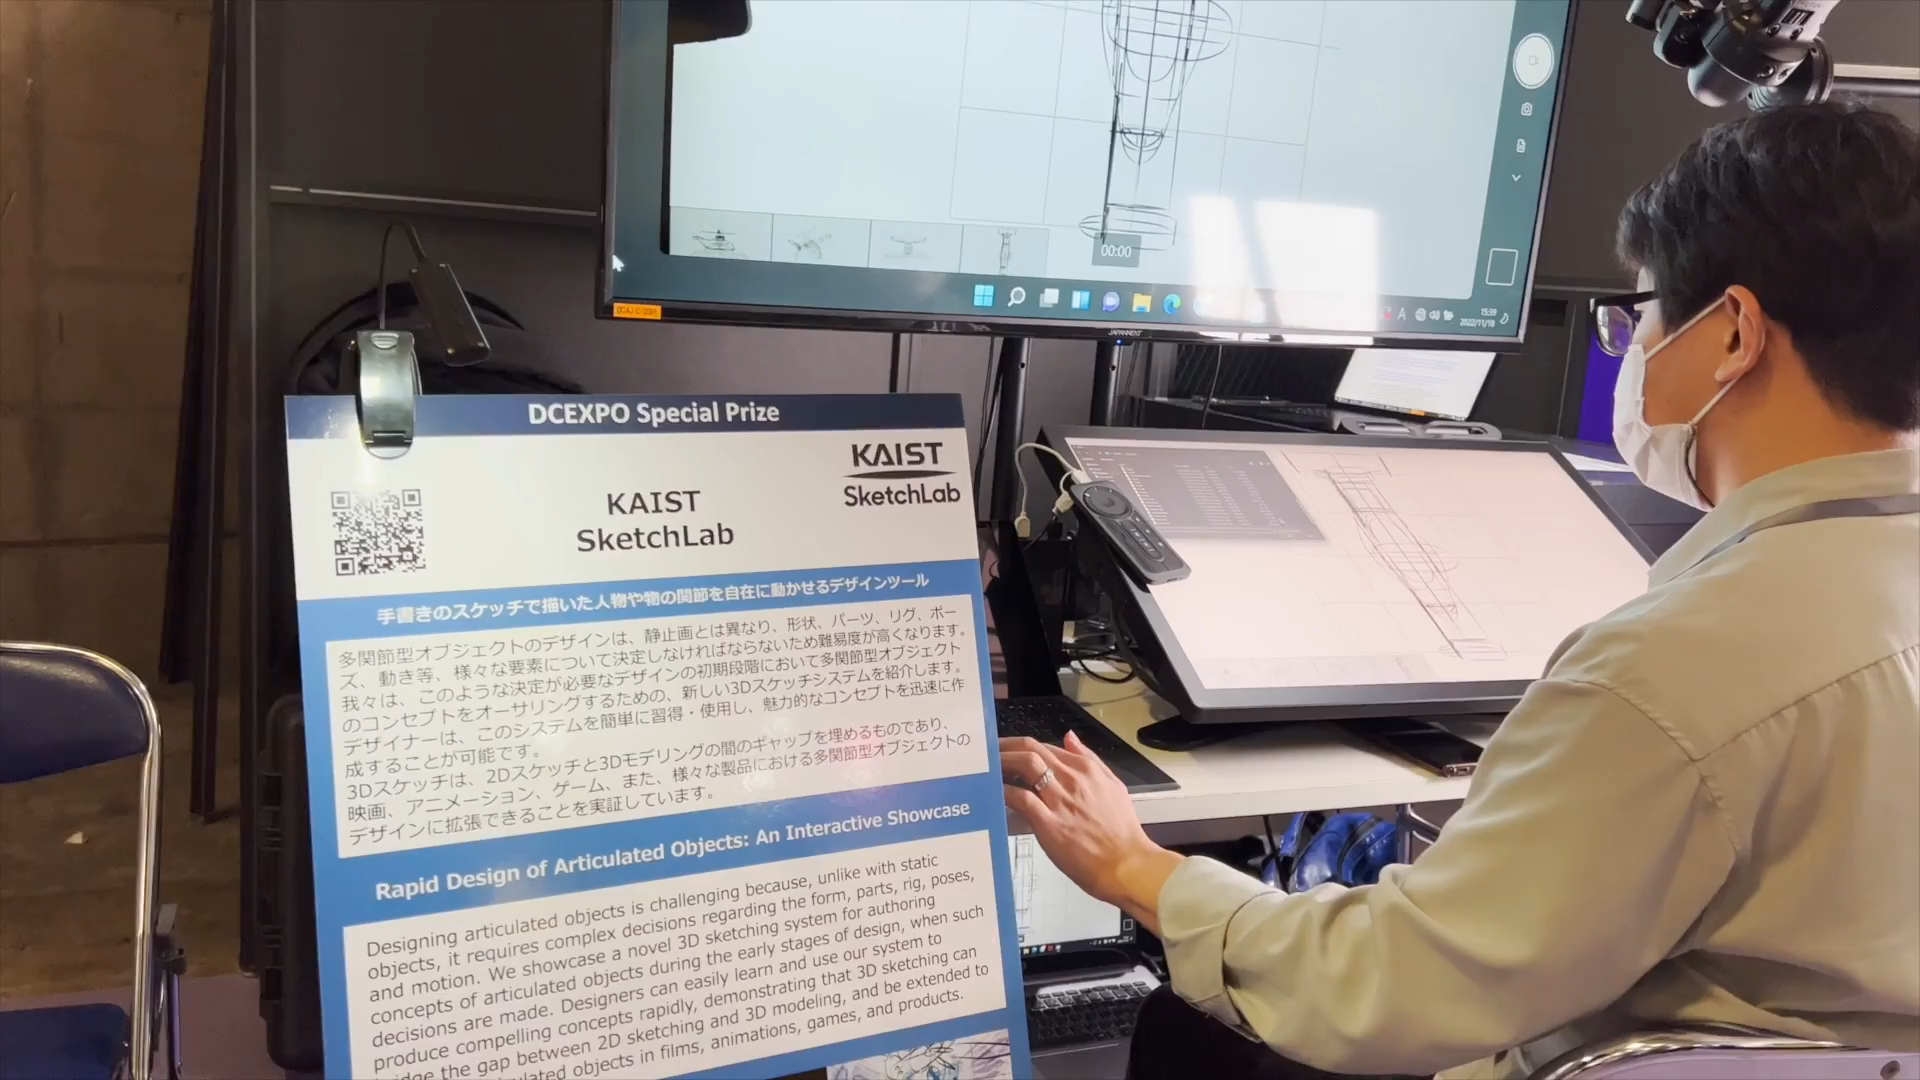 00:00
15:39
2022/11/18
JAPANNEXT
DCEXPO Special Prize
KAIST
SketchLab
KAIST
SketchLab
手書きのスケッチで描いた人物や物の関節を自在に動かせるデザインツール
多関節型オブジェクトのデザインは、静止画とは異なり、形状、パーツ、リグ、ポー
ズ、動き等、様々な要素について決定しなければならないため難易度が高くなります。
我々は、このような決定が必要なデザインの初期段階において多関節型オブジェクト
のコンセプトをオーサリングするための、新しい3Dスケッチシステムを紹介します。
デザイナーは、このシステムを簡単に習得・使用し、魅力的なコンセプトを迅速に作
成することが可能です。
3Dスケッチは、2Dスケッチと3Dモデリングの間のギャップを埋めるものであり、
映画、アニメーション、ゲーム、また、様々な製品における多関節型オブジェクトの
デザインに拡張できることを実証しています。
Rapid Design of Articulated Objects: An Interactive Showcase
Designing articulated objects is challenging because, unlike with static
objects, it requires complex decisions regarding the form, parts, rig, poses,
and motion. We showcase a novel 3D sketching system for authoring
concepts of articulated objects during the early stages of design, when such
decisions are made. Designers can easily learn and use our system to
produce compelling concepts rapidly, demonstrating that 3D sketching can
bridge the gap between 2D sketching and 3D modeling, and be extended to
objects in films, animations, games, and products.